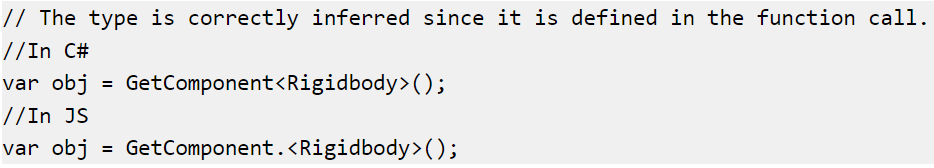 // The type is correctly inferred since it is defined in the function call.
//In C#
var obj = GetComponent<Rigidbody>();
//In JS
var obj = GetComponent.<Rigidbody>();